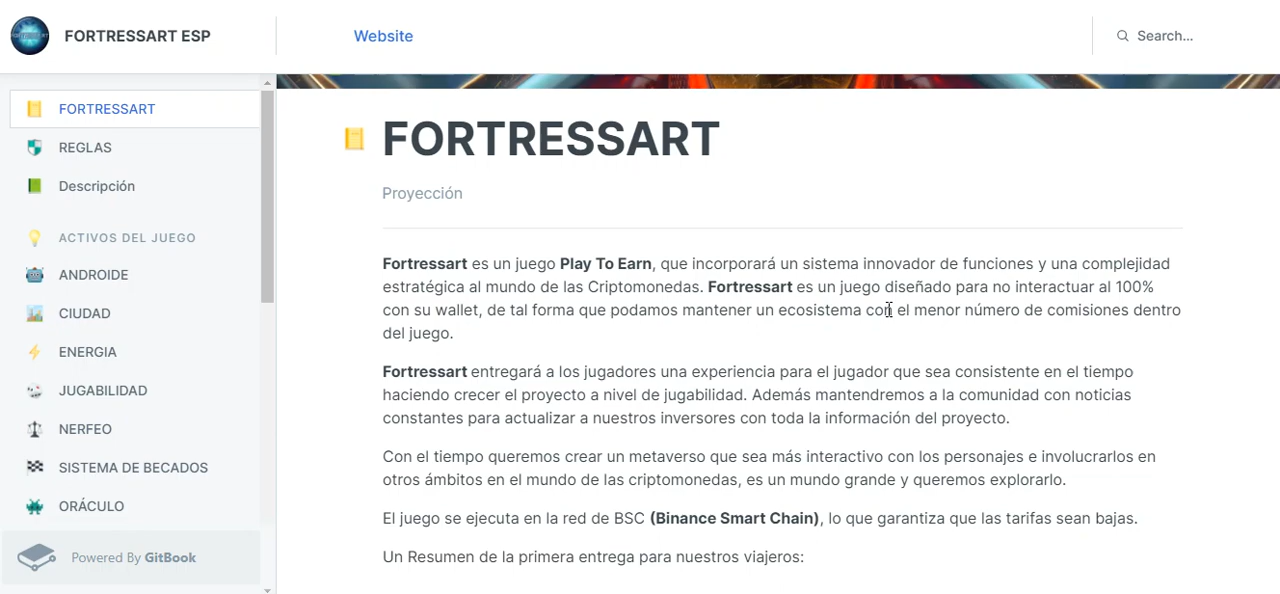 FORTRESSART ESP
Website
Search...
FORTRESSART
REGLAS
Descripción
ACTIVOS DEL JUEGO
ANDROIDE
CIUDAD
ENERGIA
JUGABILIDAD
NERFEO
SISTEMA DE BECADOS
ORÁCULO
Powered By GitBook
FORTRESSART
Proyección
Fortressart es un juego Play To Earn, que incorporará un sistema innovador de funciones y una complejidad
estratégica al mundo de las Criptomonedas. Fortressart es un juego diseñado para no interactuar al 100%
con su wallet, de tal forma que podamos mantener un ecosistema con el menor número de comisiones dentro
del juego.
Fortressart entregará a los jugadores una experiencia para el jugador que sea consistente en el tiempo
haciendo crecer el proyecto a nivel de jugabilidad. Además mantendremos a la comunidad con noticias
constantes para actualizar a nuestros inversores con toda la información del proyecto.
Con el tiempo queremos crear un metaverso que sea más interactivo con los personajes e involucrarlos en
otros ámbitos en el mundo de las criptomonedas, es un mundo grande y queremos explorarlo.
El juego se ejecuta en la red de BSC (Binance Smart Chain), lo que garantiza que las tarifas sean bajas.
Un Resumen de la primera entrega para nuestros viajeros: